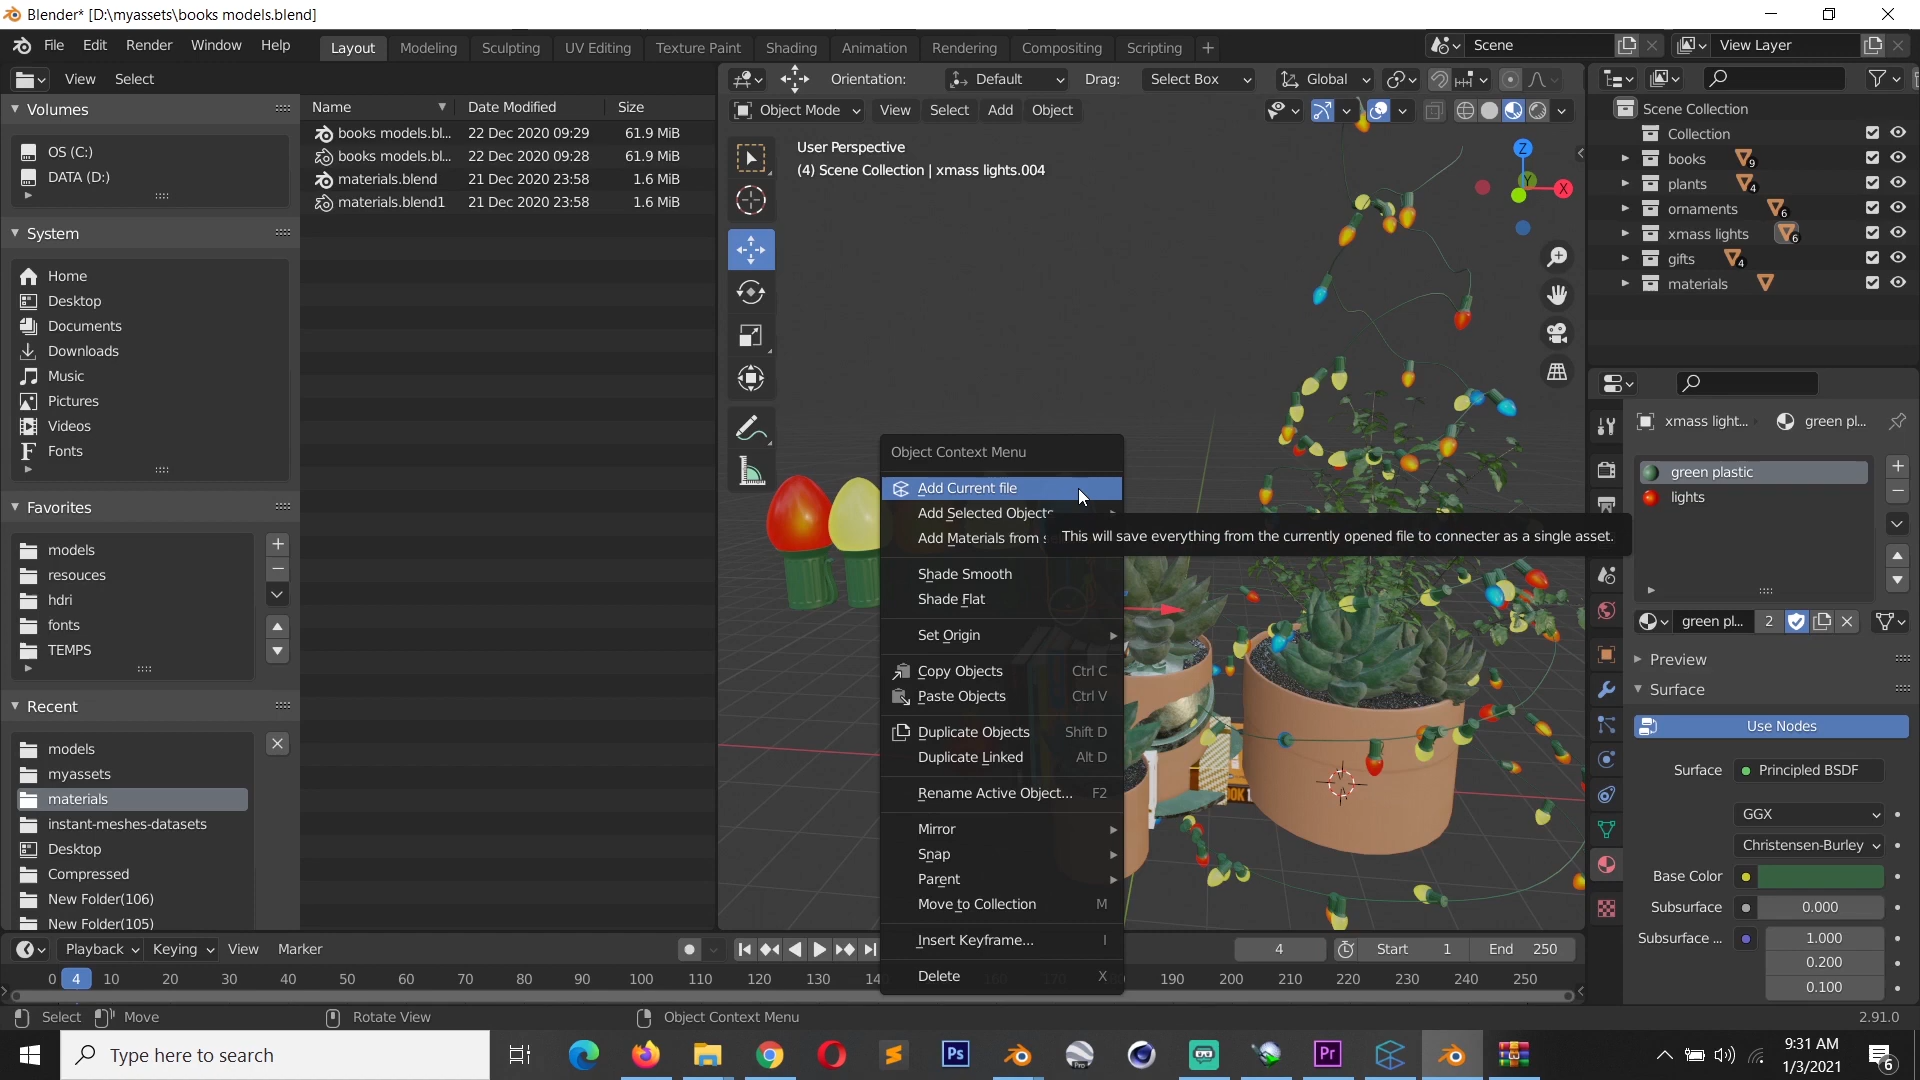 Blender* [D:\myassets\books models.blend]
File Edit Render Window Help
Layout Modeling Sculpting UV Editing Texture Paint Shading Animation Rendering Compositing Scripting +
Scene View Layer
View Select
Orientation: Default Drag: Select Box Global
Object Mode View Select Add Object
Volumes
OS (C:)
DATA (D:)
System
Home
Desktop
Documents
Downloads
Music
Pictures
Videos
Fonts
Favorites
models
resouces
hdri
fonts
TEMPS
Recent
models
myassets
materials
instant-meshes-datasets
Desktop
Compressed
New Folder(106)
New Folder(105)
Name Date Modified Size
books models.bl... 22 Dec 2020 09:29 61.9 MiB
books models.bl... 22 Dec 2020 09:28 61.9 MiB
materials.blend 21 Dec 2020 23:58 1.6 MiB
materials.blend1 21 Dec 2020 23:58 1.6 MiB
User Perspective
(4) Scene Collection | xmass lights.004
Z
Y
X
Object Context Menu
Add Current file
Add Selected Objects
Add Materials from
This will save everything from the currently opened file to connecter as a single asset.
Shade Smooth
Shade Flat
Set Origin
Copy Objects Ctrl C
Paste Objects Ctrl V
Duplicate Objects Shift D
Duplicate Linked Alt D
Rename Active Object... F2
Mirror
Snap
Parent
Move to Collection M
Insert Keyframe... I
Delete X
Scene Collection
Collection
books 9
plants 4
ornaments 6
xmass lights 6
gifts 4
materials
xmass light... green pl...
green plastic
lights
green pl... 2
Preview
Surface
Use Nodes
Surface Principled BSDF
GGX
Christensen-Burley
Base Color
Subsurface 0.000
Subsurface ... 1.000
0.200
0.100
Playback Keying View Marker
4 Start 1 End 250
0 4 10 20 30 40 50 60 70 80 90 100 110 120 130 190 200 210 220 230 240 250
Select Move Rotate View Object Context Menu 2.91.0
Type here to search
Ps
Pr
9:31 AM
1/3/2021
6